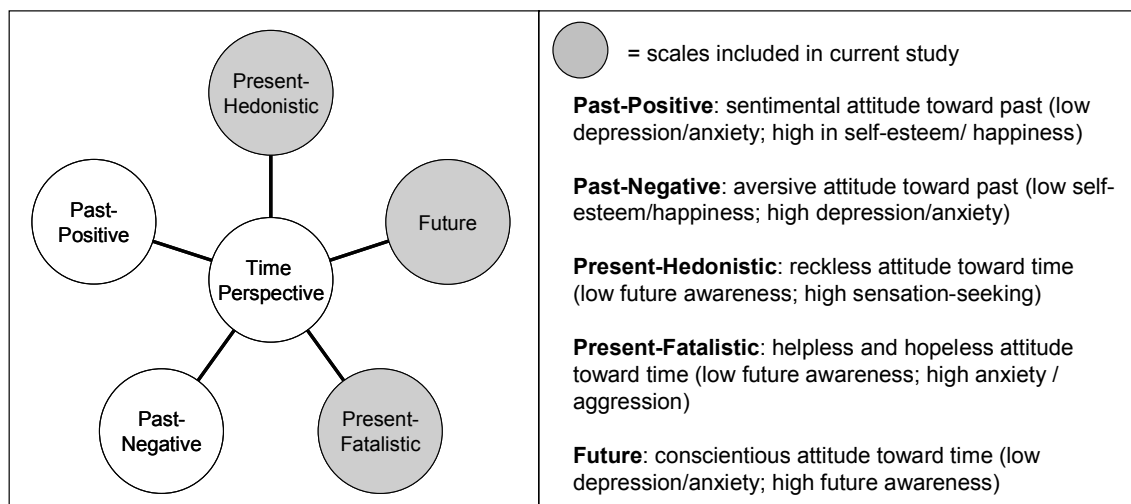 Present-
Hedonistic
Past-
Positive
Future
Time
Perspective
Past-
Negative
Present-
Fatalistic
= scales included in current study
Past-Positive: sentimental attitude toward past (low
depression/anxiety; high in self-esteem/ happiness)
Past-Negative: aversive attitude toward past (low self-
esteem/happiness; high depression/anxiety)
Present-Hedonistic: reckless attitude toward time
(low future awareness; high sensation-seeking)
Present-Fatalistic: helpless and hopeless attitude
toward time (low future awareness; high anxiety /
aggression)
Future: conscientious attitude toward time (low
depression/anxiety; high future awareness)